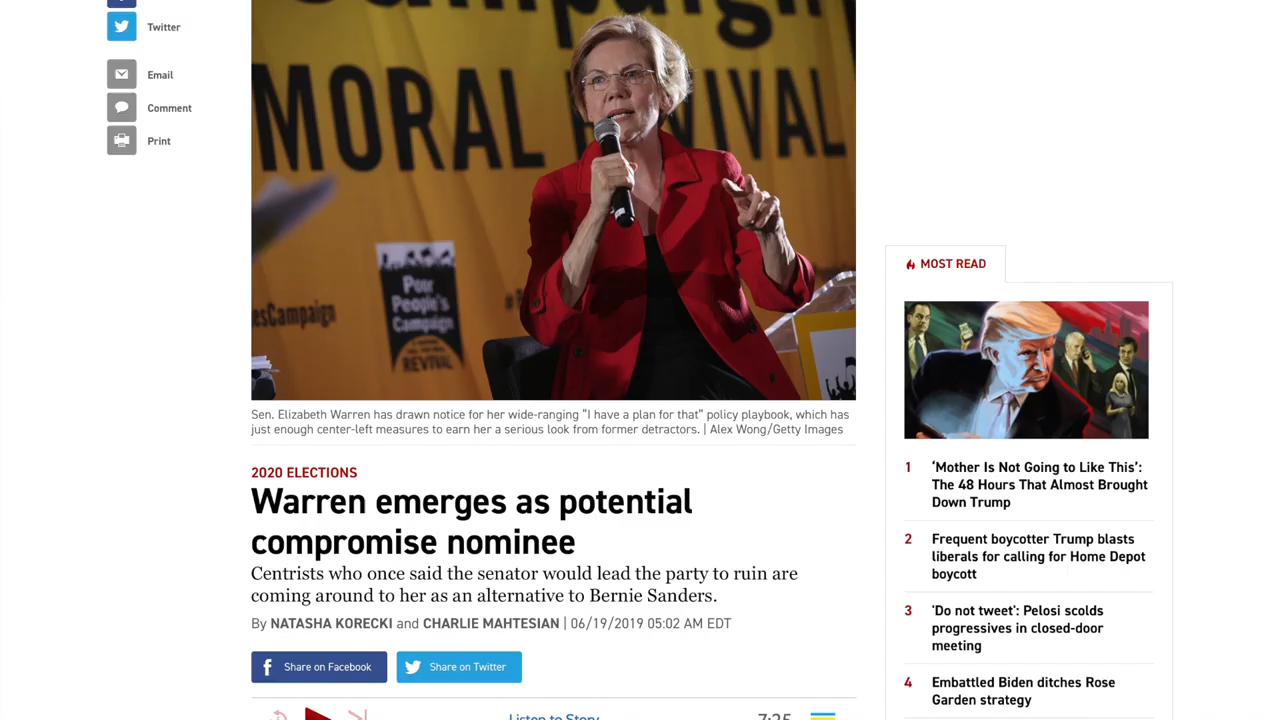 Twitter
Email
Comment
Print
Campaign
MORAL REVIVAL
Poor
People's
Campaign
REVIVAL
esCampaign
Sen. Elizabeth Warren has drawn notice for her wide-ranging “I have a plan for that” policy playbook, which has
just enough center-left measures to earn her a serious look from former detractors. | Alex Wong/Getty Images
2020 ELECTIONS
Warren emerges as potential
compromise nominee
Centrists who once said the senator would lead the party to ruin are
coming around to her as an alternative to Bernie Sanders.
By NATASHA KORECKI and CHARLIE MAHTESIAN | 06/19/2019 05:02 AM EDT
Share on Facebook
Share on Twitter
Listen to Story
7:25
MOST READ
1 ‘Mother Is Not Going to Like This’:
The 48 Hours That Almost Brought
Down Trump
2 Frequent boycotter Trump blasts
liberals for calling for Home Depot
boycott
3 'Do not tweet': Pelosi scolds
progressives in closed-door
meeting
4 Embattled Biden ditches Rose
Garden strategy